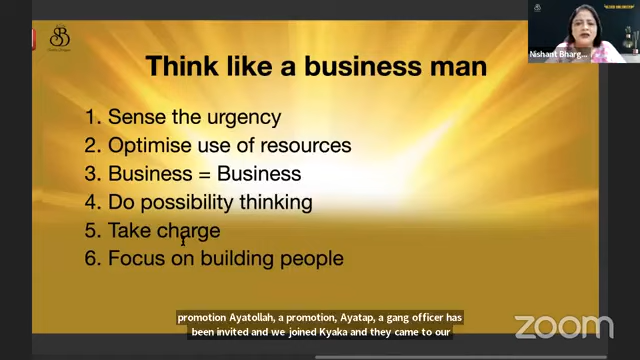 SB
Think like a business man
1. Sense the urgency
2. Optimise use of resources
3. Business = Business
4. Do possibility thinking
5. Take charge
6. Focus on building people
Nishant Bharg...
promotion Ayatollah, a promotion, Ayatap, a gang officer has
been invited and we joined Kyaka and they came to our
zoom